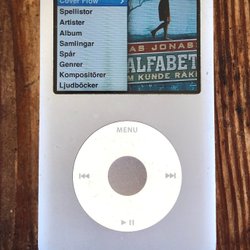 Cover Flow
Spellistor
Artister
Album
Samlingar
Spår
Genrer
Kompositörer
Ljudböcker
AS JONAS
ALFABET
M KUNDE RÄK
MENU